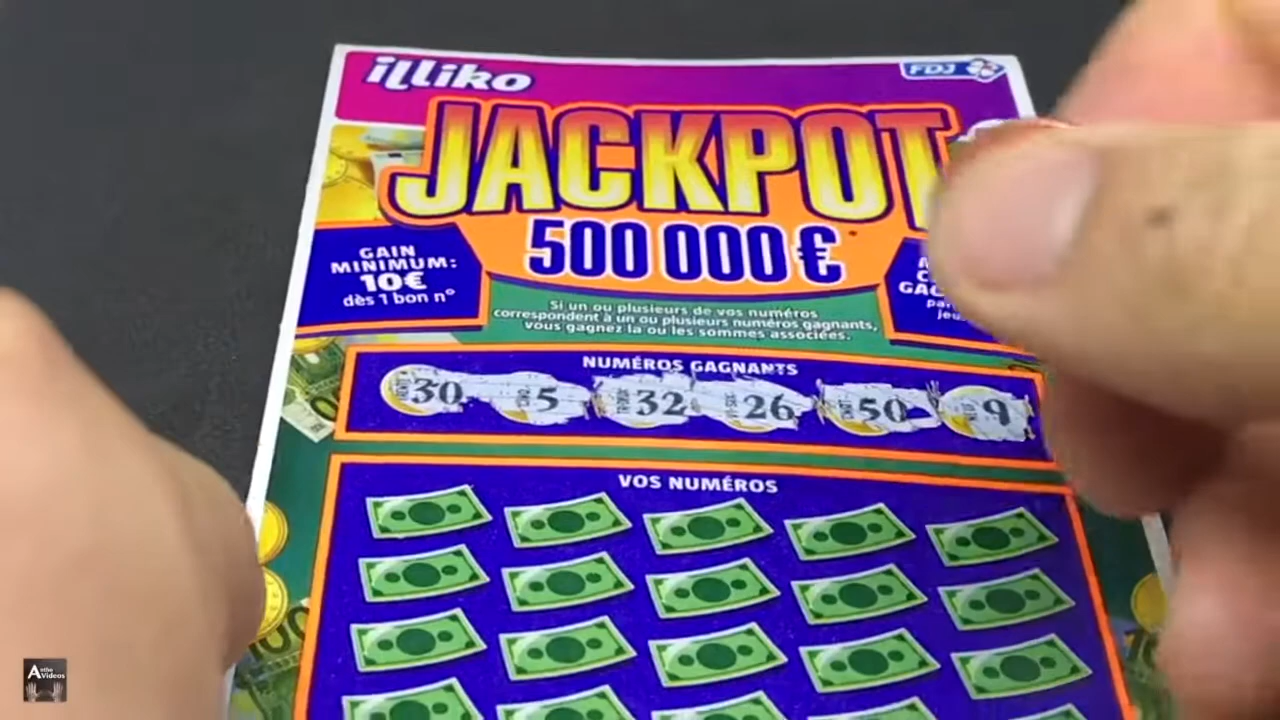 illiko
FDJ
JACKPOT
500 000 €
GAIN
MINIMUM:
10€
dès 1 bon n°
Si un ou plusieurs de vos numéros
correspondent à un ou plusieurs numéros gagnants,
vous gagnez la ou les sommes associées.
NUMÉROS GAGNANTS
30 5 32 26 50 9
VOS NUMÉROS
Videos